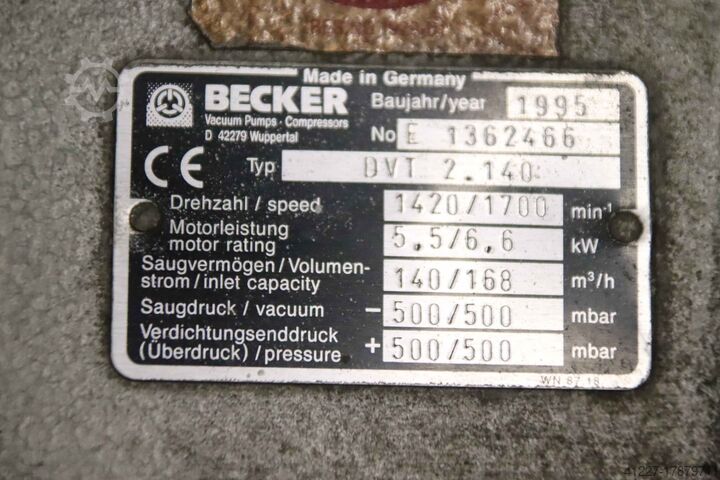 Made in Germany
BECKER
Vacuum Pumps · Compressors
D 42279 Wuppertal
Baujahr/year 1995
No E 1362466
CE Typ DVT 2.140
Drehzahl / speed 1420/1700 min-1
Motorleistung
motor rating 5,5/6,6 kW
Saugvermögen / Volumen-
strom / inlet capacity 140/168 m³/h
Saugdruck / vacuum – 500/500 mbar
Verdichtungsenddruck
(Überdruck) / pressure + 500/500 mbar
WN 87 18